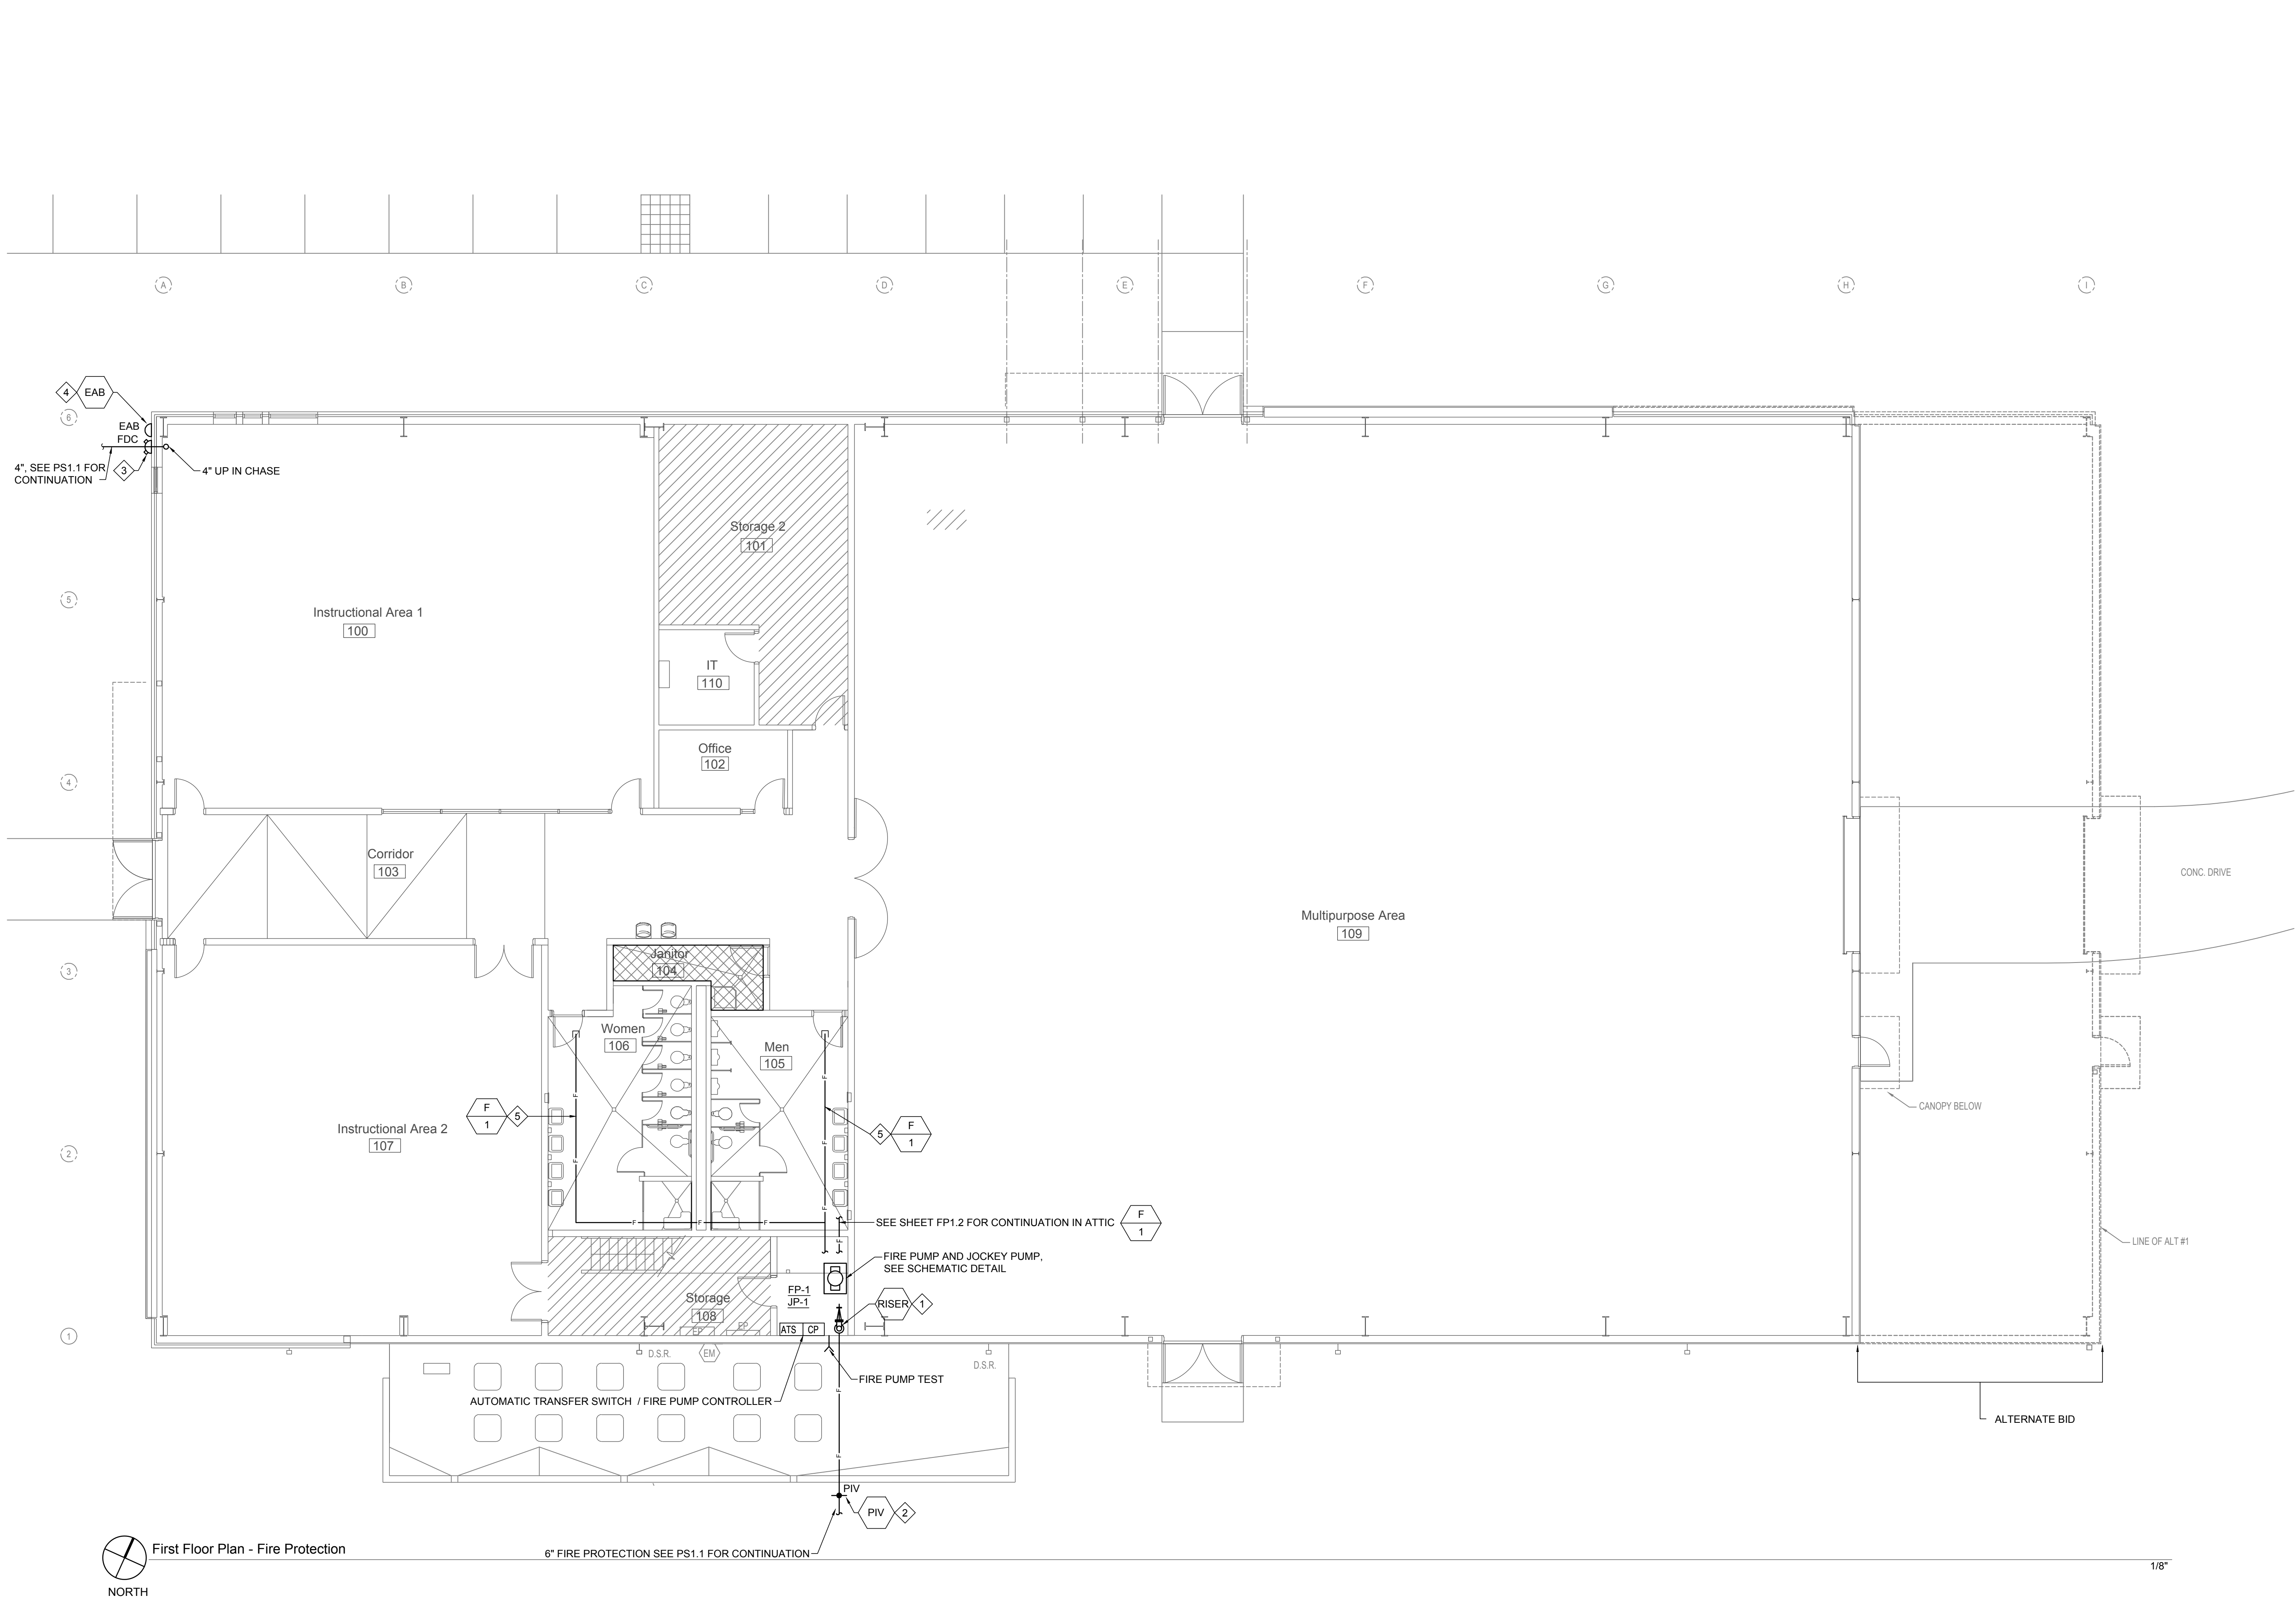 A
B
C
D
E
F
G
H
I
4
EAB
6
EAB
FDC
4", SEE PS1.1 FOR
CONTINUATION
3
4" UP IN CHASE
Storage 2
101
5
Instructional Area 1
100
IT
110
Office
102
4
Corridor
103
CONC. DRIVE
Multipurpose Area
109
3
Janitor
104
Women
106
Men
105
F
1
5
F
F
F
F
F
5
F
1
CANOPY BELOW
Instructional Area 2
107
2
F
F
F
SEE SHEET FP1.2 FOR CONTINUATION IN ATTIC
F
1
F
LINE OF ALT #1
FIRE PUMP AND JOCKEY PUMP,
SEE SCHEMATIC DETAIL
FP-1
JP-1
Storage
108
RISER
1
EP
EP
ATS
CP
1
D.S.R.
EM
D.S.R.
FIRE PUMP TEST
F
AUTOMATIC TRANSFER SWITCH / FIRE PUMP CONTROLLER
ALTERNATE BID
F
PIV
PIV
2
First Floor Plan - Fire Protection
6" FIRE PROTECTION SEE PS1.1 FOR CONTINUATION
1/8"
NORTH